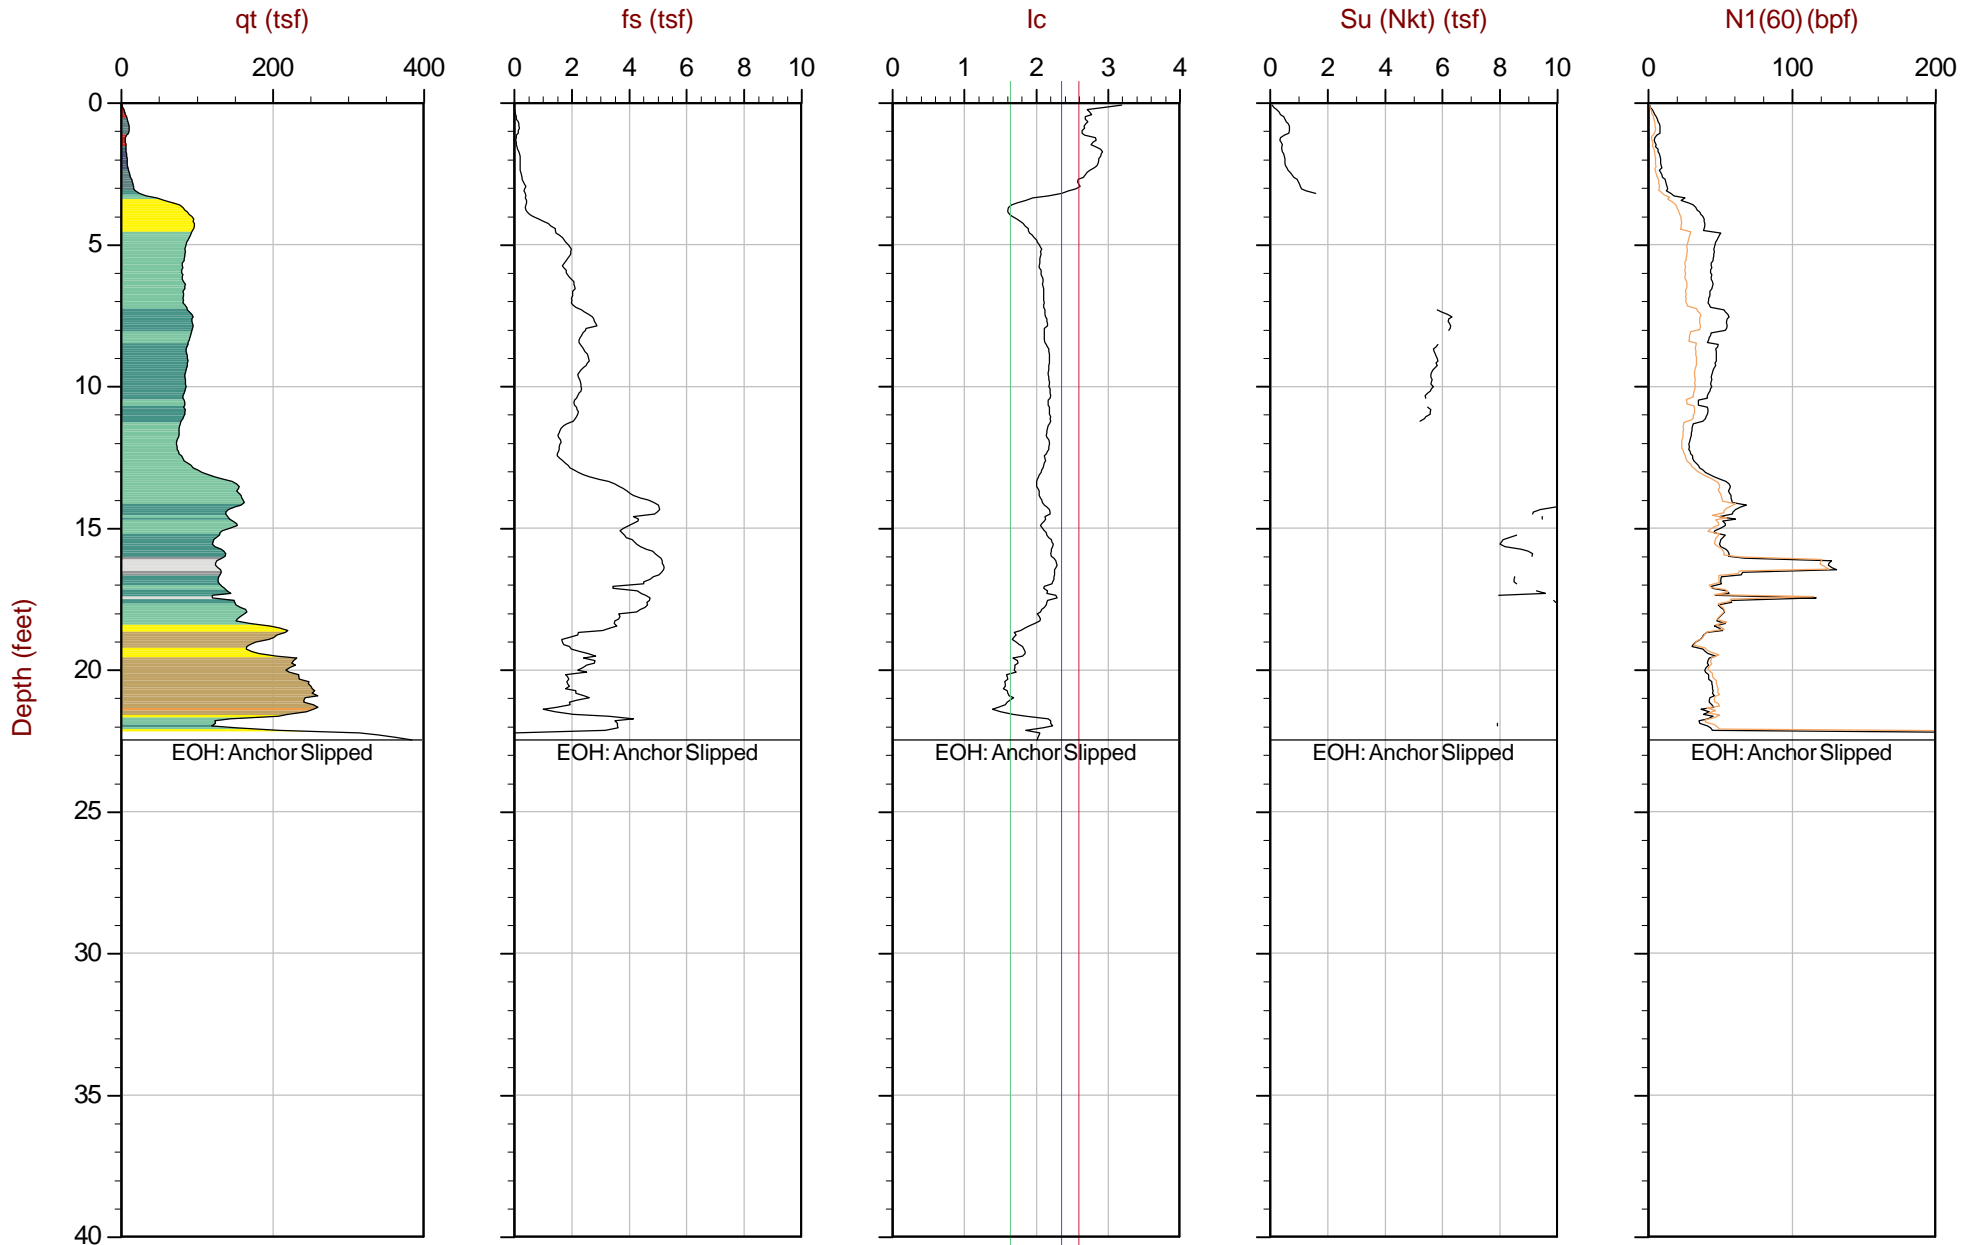 qt (tsf) fs (tsf) Ic Su (Nkt) (tsf) N1(60) (bpf)
0 200 400 0 2 4 6 8 10 0 1 2 3 4 0 2 4 6 8 10 0 100 200
0
5
10
15
20
EOH: Anchor Slipped EOH: Anchor Slipped EOH: Anchor Slipped EOH: Anchor Slipped EOH: Anchor Slipped
25
30
35
40
Depth (feet)